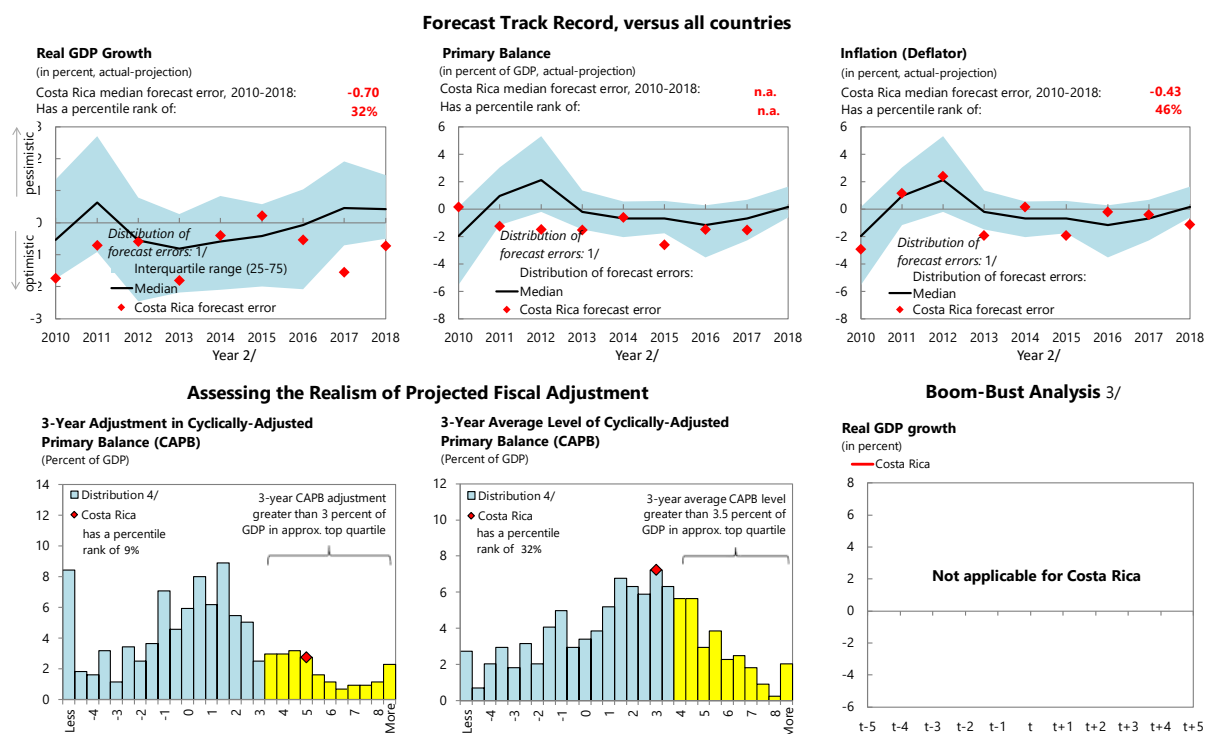 Forecast Track Record, versus all countries
Real GDP Growth
(in percent, actual-projection)
Costa Rica median forecast error, 2010-2018: -0.70
Has a percentile rank of: 32%
pessimistic
optimistic
3
2
1
0
-1
-2
-3
Distribution of
forecast errors: 1/
Interquartile range (25-75)
Median
Costa Rica forecast error
2010 2011 2012 2013 2014 2015 2016 2017 2018
Year 2/
Primary Balance
(in percent of GDP, actual-projection)
Costa Rica median forecast error, 2010-2018: n.a.
Has a percentile rank of: n.a.
6
4
2
0
-2
-4
-6
-8
Distribution of
forecast errors: 1/
Distribution of forecast errors:
Median
Costa Rica forecast error
2010 2011 2012 2013 2014 2015 2016 2017 2018
Year 2/
Inflation (Deflator)
(in percent, actual-projection)
Costa Rica median forecast error, 2010-2018: -0.43
Has a percentile rank of: 46%
6
4
2
0
-2
-4
-6
-8
Distribution of
forecast errors: 1/
Distribution of forecast errors:
Median
Costa Rica forecast error
2010 2011 2012 2013 2014 2015 2016 2017 2018
Year 2/
Assessing the Realism of Projected Fiscal Adjustment
3-Year Adjustment in Cyclically-Adjusted
Primary Balance (CAPB)
(Percent of GDP)
14
12
10
8
6
4
2
0
Distribution 4/
Costa Rica
has a percentile
rank of 9%
3-year CAPB adjustment
greater than 3 percent of
GDP in approx. top quartile
Less -4 -3 -2 -1 0 1 2 3 4 5 6 7 8 More
3-Year Average Level of Cyclically-Adjusted
Primary Balance (CAPB)
(Percent of GDP)
12
10
8
6
4
2
0
Distribution 4/
Costa Rica
has a percentile
rank of 32%
3-year average CAPB level
greater than 3.5 percent of
GDP in approx. top quartile
Less -4 -3 -2 -1 0 1 2 3 4 5 6 7 8 More
Boom-Bust Analysis 3/
Real GDP growth
(in percent)
Costa Rica
8
6
4
2
0
-2
-4
-6
Not applicable for Costa Rica
t-5 t-4 t-3 t-2 t-1 t t+1 t+2 t+3 t+4 t+5